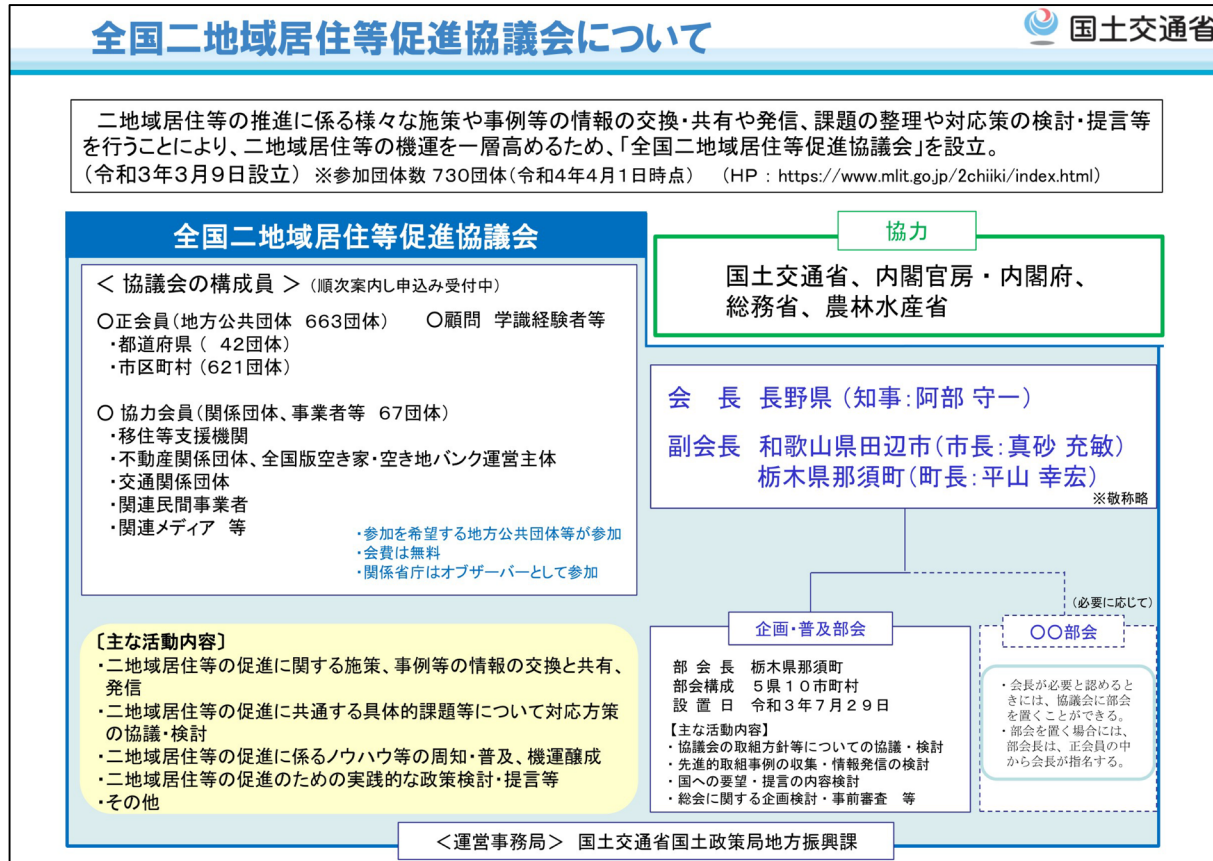 全国二地域居住等促進協議会について
国土交通省
二地域居住等の推進に係る様々な施策や事例等の情報の交換・共有や発信、課題の整理や対応策の検討・提言等
を行うことにより、二地域居住等の機運を一層高めるため、「全国二地域居住等促進協議会」を設立。
(令和3年3月9日設立) ※参加団体数 730団体(令和4年4月1日時点) (HP : https://www.mlit.go.jp/2chiiki/index.html)
全国二地域居住等促進協議会
< 協議会の構成員 > (順次案内し申込み受付中)
〇正会員(地方公共団体 663団体) 〇顧問 学識経験者等
・都道府県 ( 42団体)
・市区町村 (621団体)
〇 協力会員(関係団体、事業者等 67団体)
・移住等支援機関
・不動産関係団体、全国版空き家・空き地バンク運営主体
・交通関係団体
・関連民間事業者
・関連メディア 等
・参加を希望する地方公共団体等が参加
・会費は無料
・関係省庁はオブザーバーとして参加
〔主な活動内容〕
・二地域居住等の促進に関する施策、事例等の情報の交換と共有、
発信
・二地域居住等の促進に共通する具体的課題等について対応方策
の協議・検討
・二地域居住等の促進に係るノウハウ等の周知・普及、機運醸成
・二地域居住等の促進のための実践的な政策検討・提言等
・その他
協力
国土交通省、内閣官房・内閣府、
総務省、農林水産省
会 長 長野県 (知事:阿部 守一)
副会長 和歌山県田辺市(市長:真砂 充敏)
栃木県那須町(町長:平山 幸宏)
※敬称略
企画・普及部会
部 会 長 栃木県那須町
部会構成 5県10市町村
設 置 日 令和3年7月29日
【主な活動内容】
・協議会の取組方針等についての協議・検討
・先進的取組事例の収集・情報発信の検討
・国への要望・提言の内容検討
・総会に関する企画検討・事前審査 等
(必要に応じて)
〇〇部会
・会長が必要と認めると
きには、協議会に部会
を置くことができる。
・部会を置く場合には、
部会長は、正会員の中
から会長が指名する。
<運営事務局> 国土交通省国土政策局地方振興課